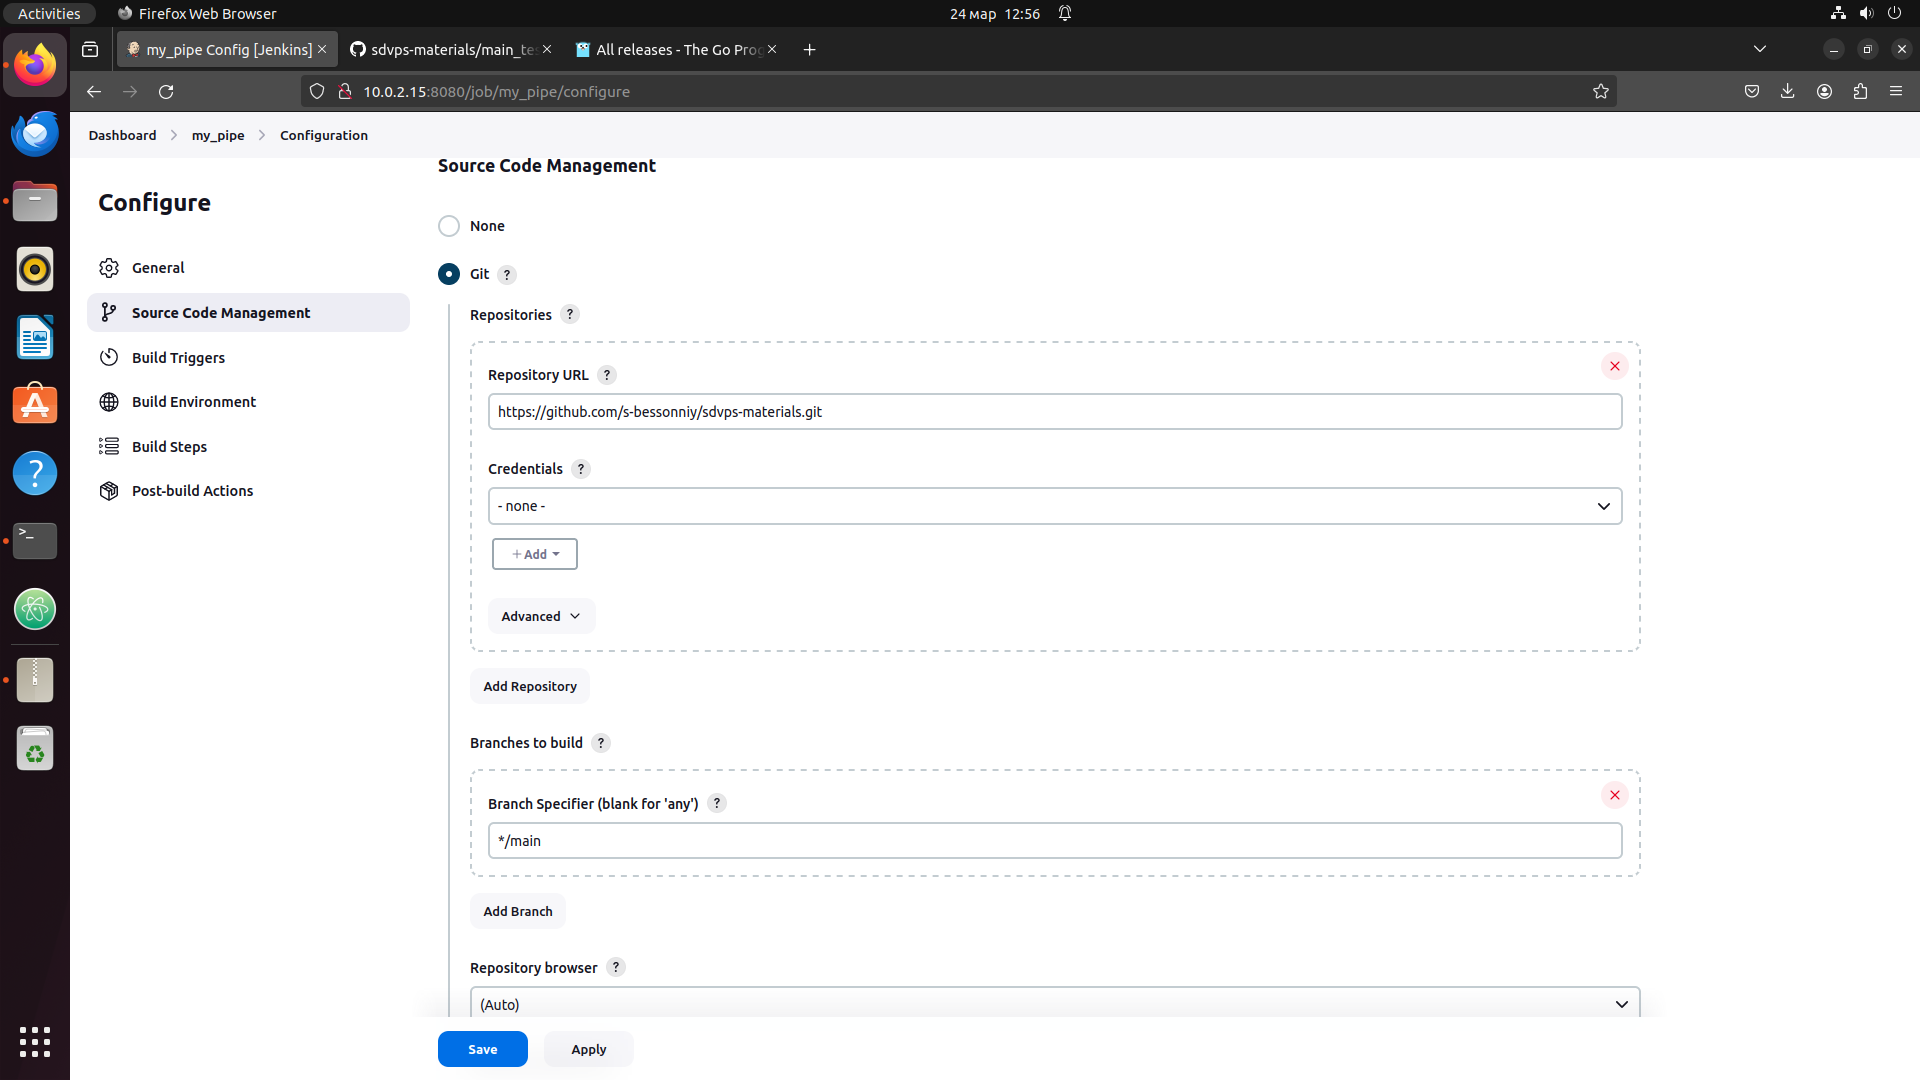 Activities
Firefox Web Browser
24 мар 12:56
my_pipe Config [Jenkins]
sdvps-materials/main_tes
All releases - The Go Prog
10.0.2.15:8080/job/my_pipe/configure
Dashboard
my_pipe
Configuration
Source Code Management
Configure
None
General
Git ?
Source Code Management
Repositories ?
Build Triggers
Repository URL ?
Build Environment
https://github.com/s-bessonniy/sdvps-materials.git
Build Steps
Credentials ?
Post-build Actions
- none -
+ Add
Advanced
Add Repository
Branches to build ?
Branch Specifier (blank for 'any') ?
*/main
Add Branch
Repository browser ?
(Auto)
Save
Apply